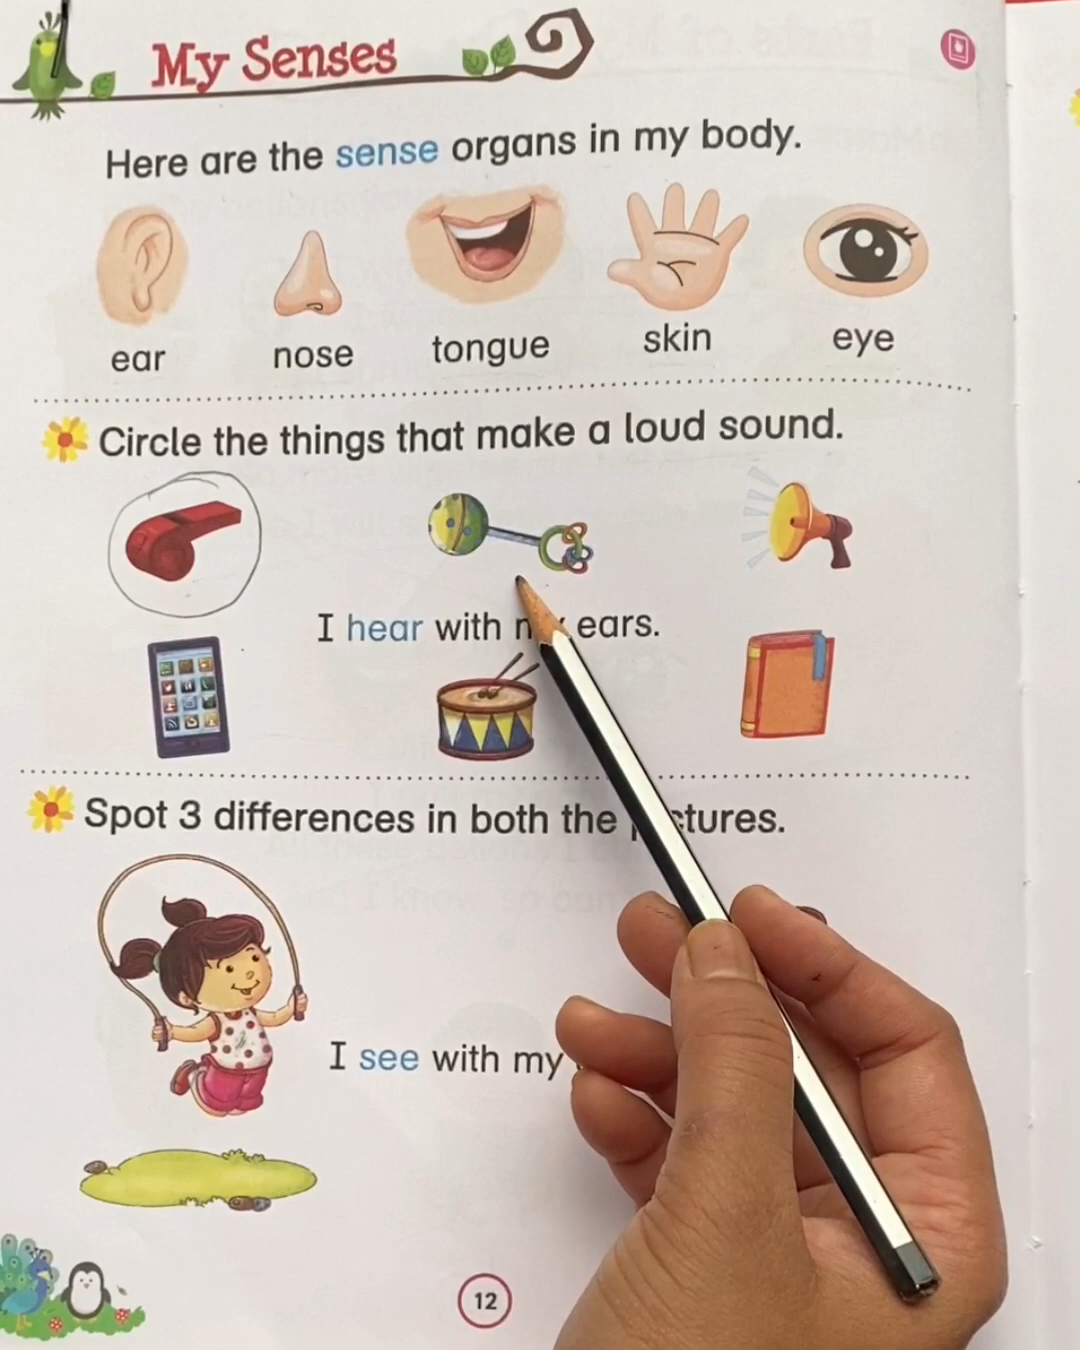 My Senses
Here are the sense organs in my body.
ear nose tongue skin eye
Circle the things that make a loud sound.
I hear with ears.
Spot 3 differences in both the
I see with my
12